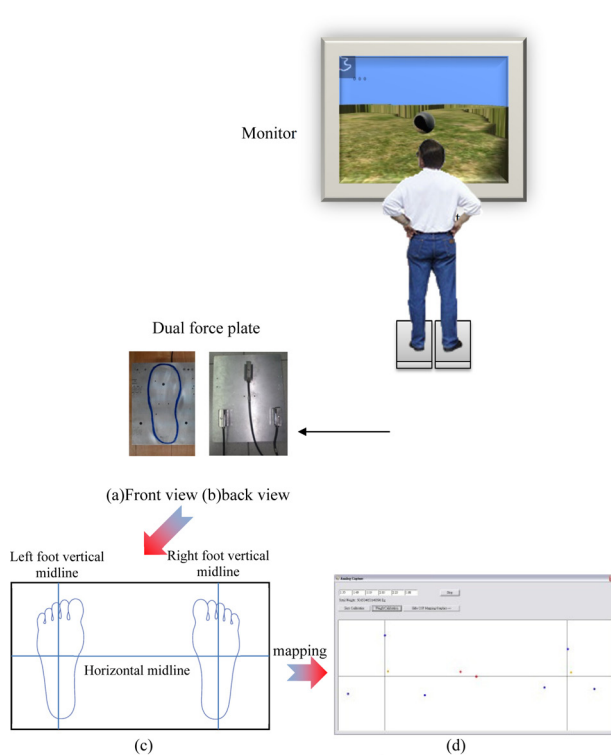 Monitor
Dual force plate
(a)Front view (b)back view
Left foot vertical
midline
Right foot vertical
midline
Horizontal midline
mapping
(c)
(d)